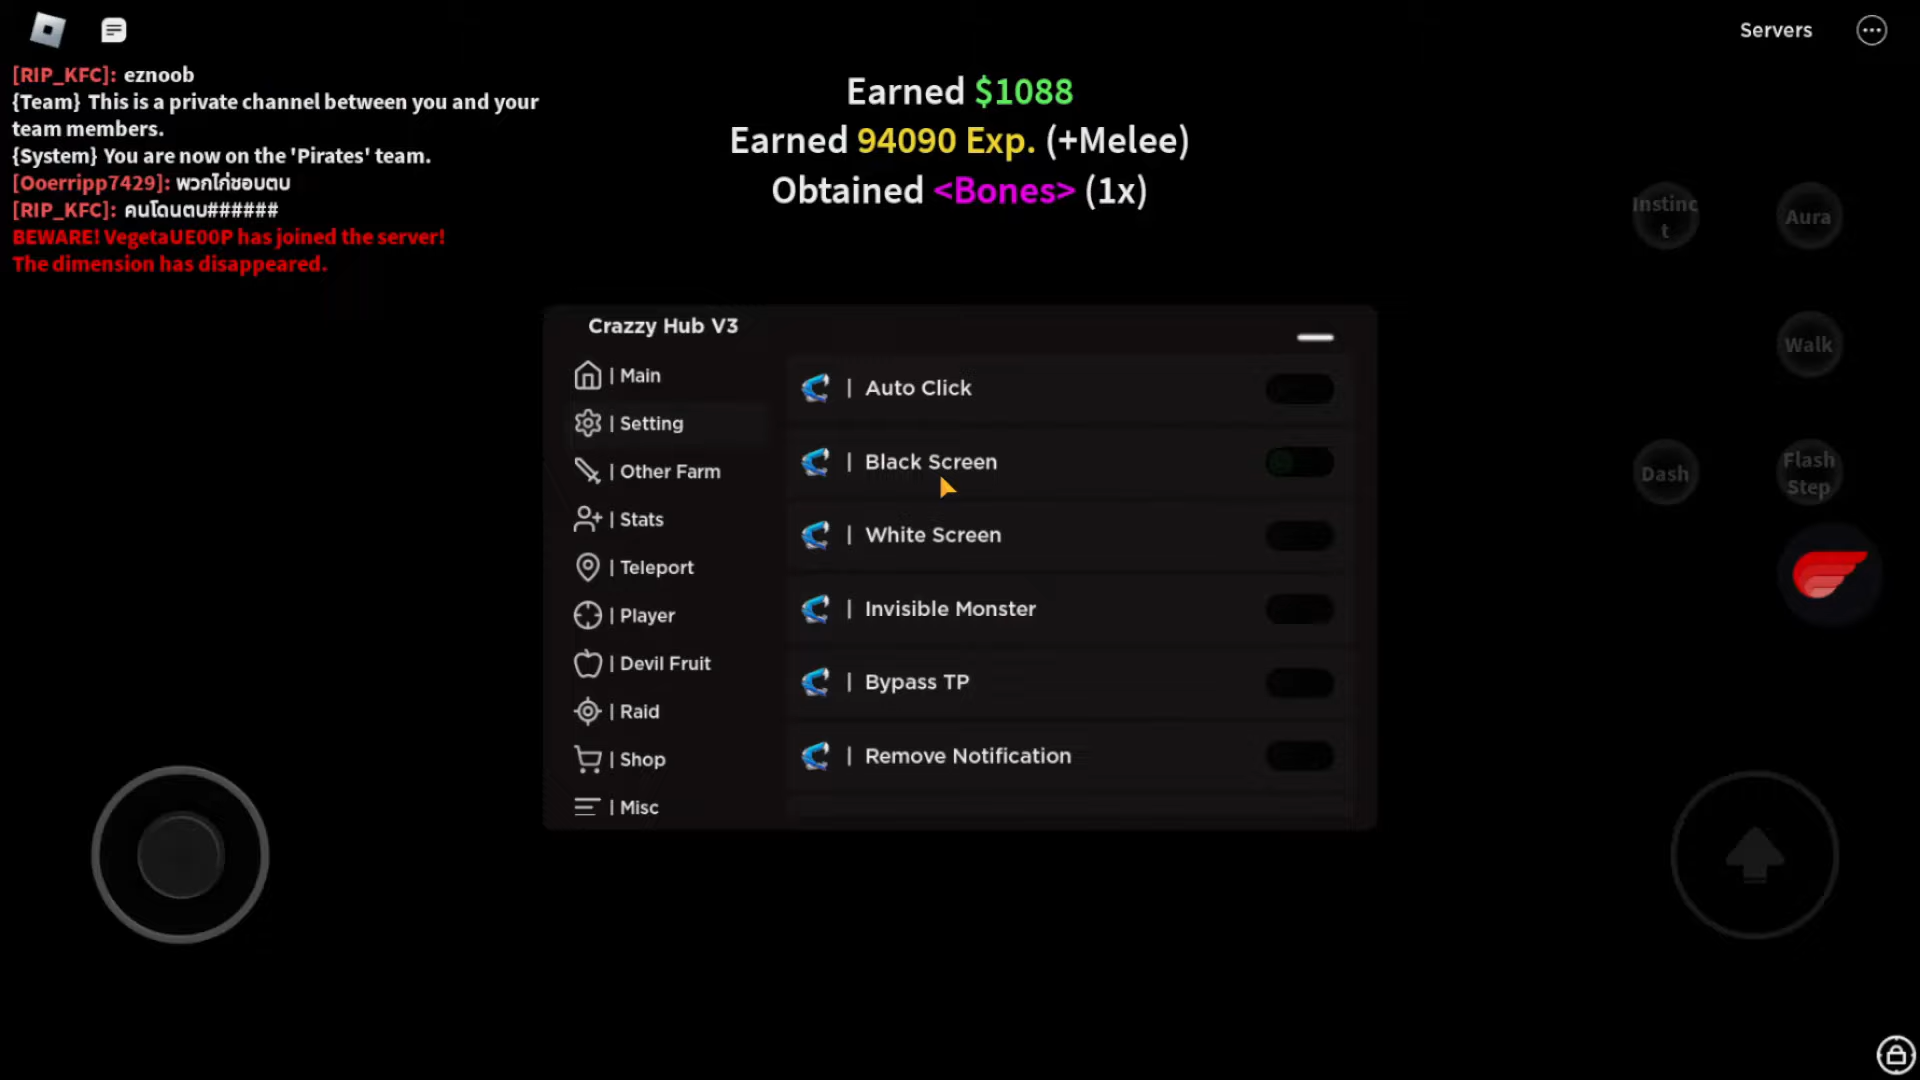 Servers
[RIP_KFC]: eznoob
{Team} This is a private channel between you and your
team members.
{System} You are now on the 'Pirates' team.
[Ooerripp7429]: พวกไก่ชอบตบ
[RIP_KFC]: คนโดนตบ######
BEWARE! VegetaUE00P has joined the server!
The dimension has disappeared.
Earned $1088
Earned 94090 Exp. (+Melee)
Obtained <Bones> (1x)
Instinc
t
Aura
Walk
Dash
Flash
Step
Crazzy Hub V3
| Main
| Setting
| Other Farm
| Stats
| Teleport
| Player
| Devil Fruit
| Raid
| Shop
| Misc
| Auto Click
| Black Screen
| White Screen
| Invisible Monster
| Bypass TP
| Remove Notification